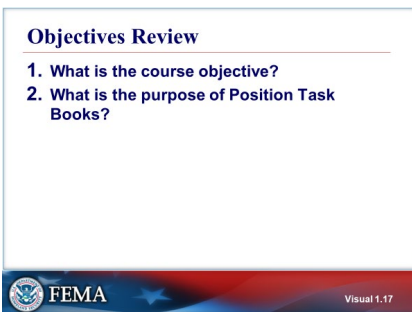 Objectives Review
1. What is the course objective?
2. What is the purpose of Position Task
Books?
FEMA
Visual 1.17